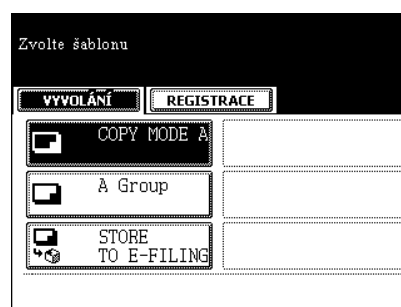 Zvolte šablonu
VYVOLÁNÍ REGISTRACE
COPY MODE A
A Group
STORE
TO E-FILING